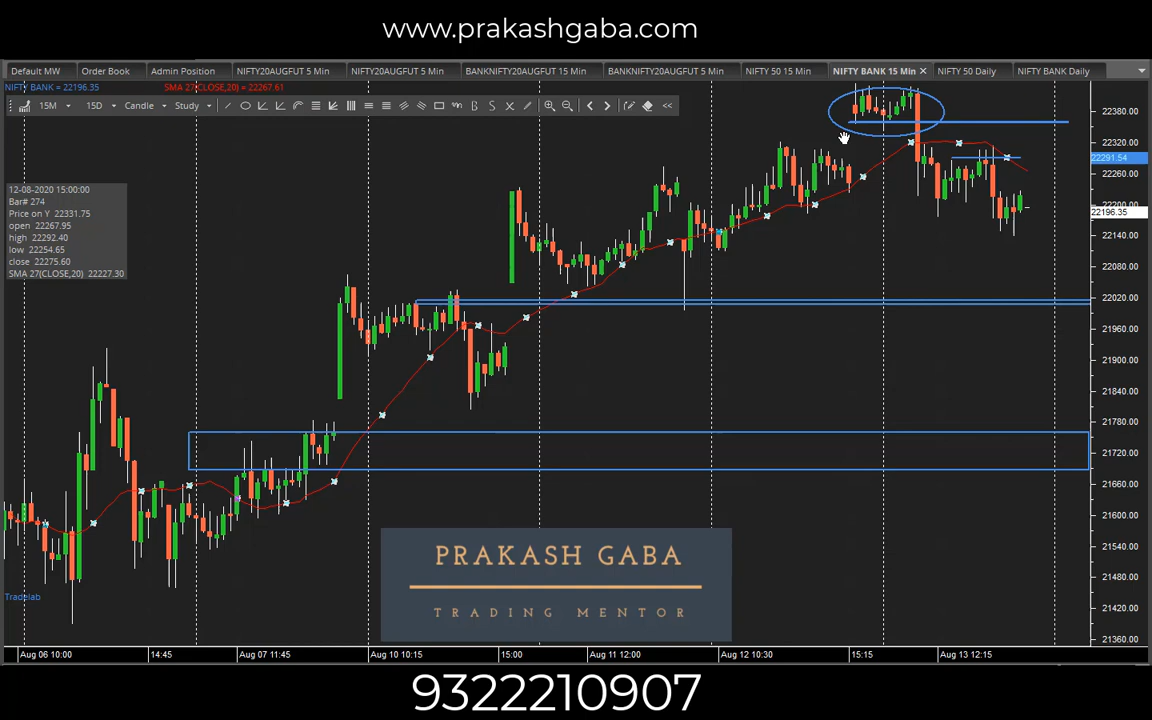 www.prakashgaba.com
Default MW Order Book Admin Position NIFTY20AUGFUT 5 Min NIFTY20AUGFUT 5 Min BANKNIFTY20AUGFUT 15 Min BANKNIFTY20AUGFUT 5 Min NIFTY 50 15 Min NIFTY BANK 15 Min NIFTY 50 Daily NIFTY BANK Daily
NIFTY BANK = 22196.35 SMA 27(CLOSE,20) = 22267.61
15M 15D Candle Study
22380.00
22320.00
22291.54
22260.00
22200.00
22196.35
22140.00
22080.00
22020.00
21960.00
21900.00
21840.00
21780.00
21720.00
21660.00
21600.00
21540.00
21480.00
21420.00
21360.00
12-08-2020 15:00:00
Bar# 274
Price on Y 22331.75
open 22267.95
high 22292.40
low 22254.65
close 22275.60
SMA 27(CLOSE,20) 22227.30
PRAKASH GABA
TRADING MENTOR
Tradelab
Aug 06 10:00 14:45 Aug 07 11:45 Aug 10 10:15 15:00 Aug 11 12:00 Aug 12 10:30 15:15 Aug 13 12:15
9322210907